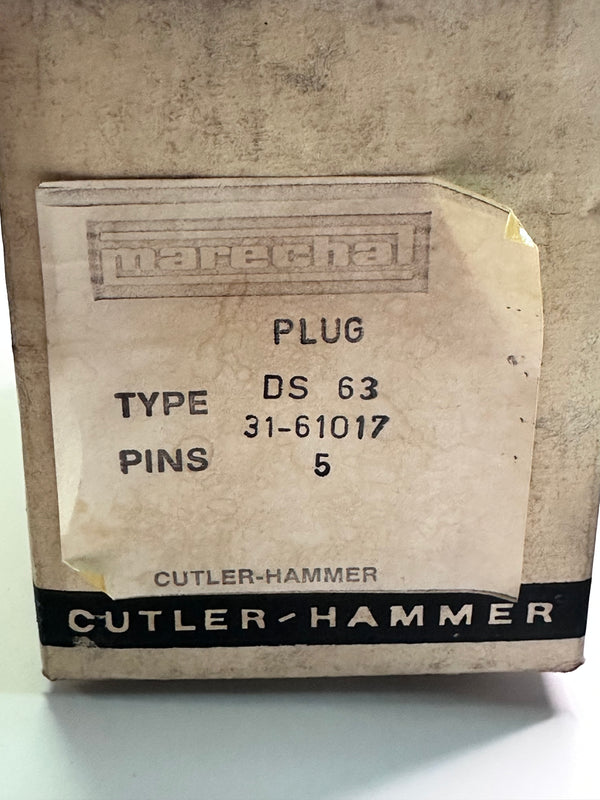 marechal
PLUG
TYPE DS 63
31-61017
PINS 5
CUTLER-HAMMER
CUTLER-HAMMER